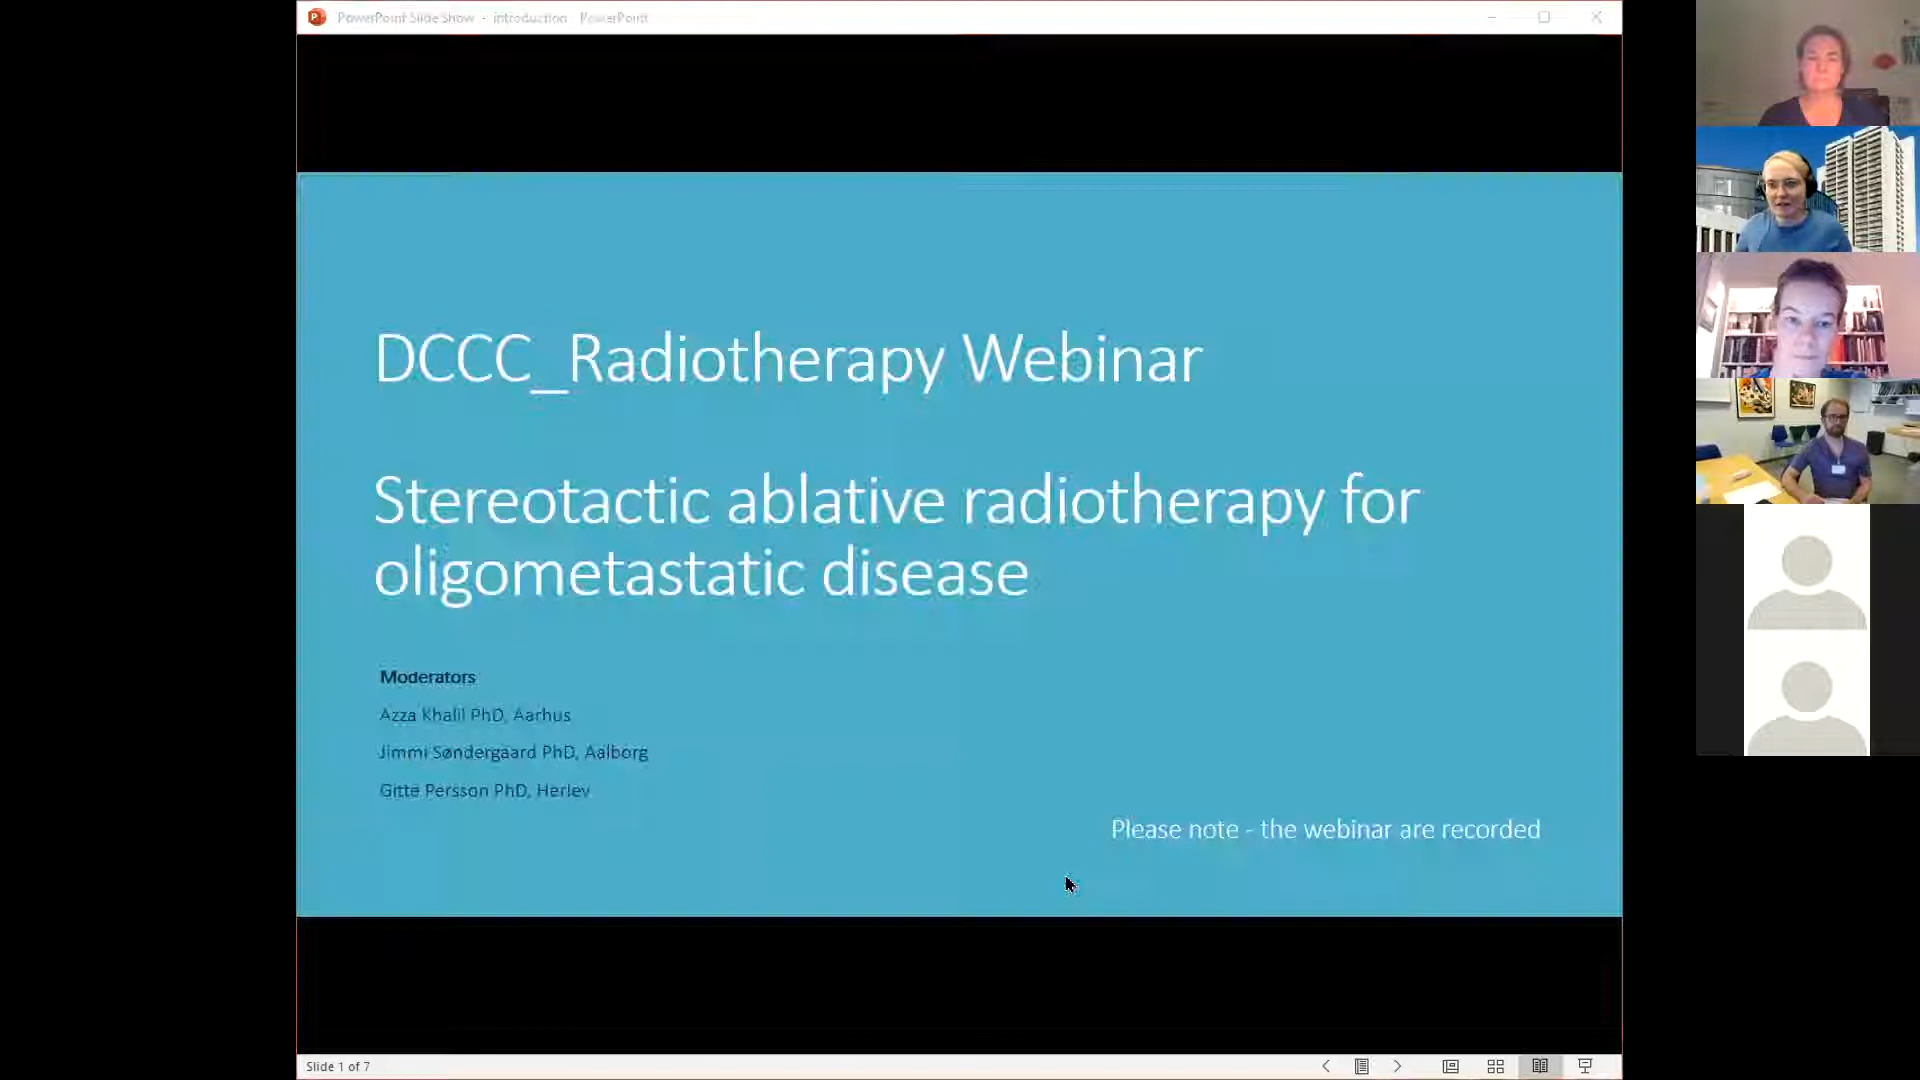 PowerPoint Slide Show - introduction - PowerPoint
DCCC_Radiotherapy Webinar
Stereotactic ablative radiotherapy for
oligometastatic disease
Moderators
Azza Khalil PhD, Aarhus
Jimmi Søndergaard PhD, Aalborg
Gitte Persson PhD, Herlev
Please note - the webinar are recorded
Slide 1 of 7